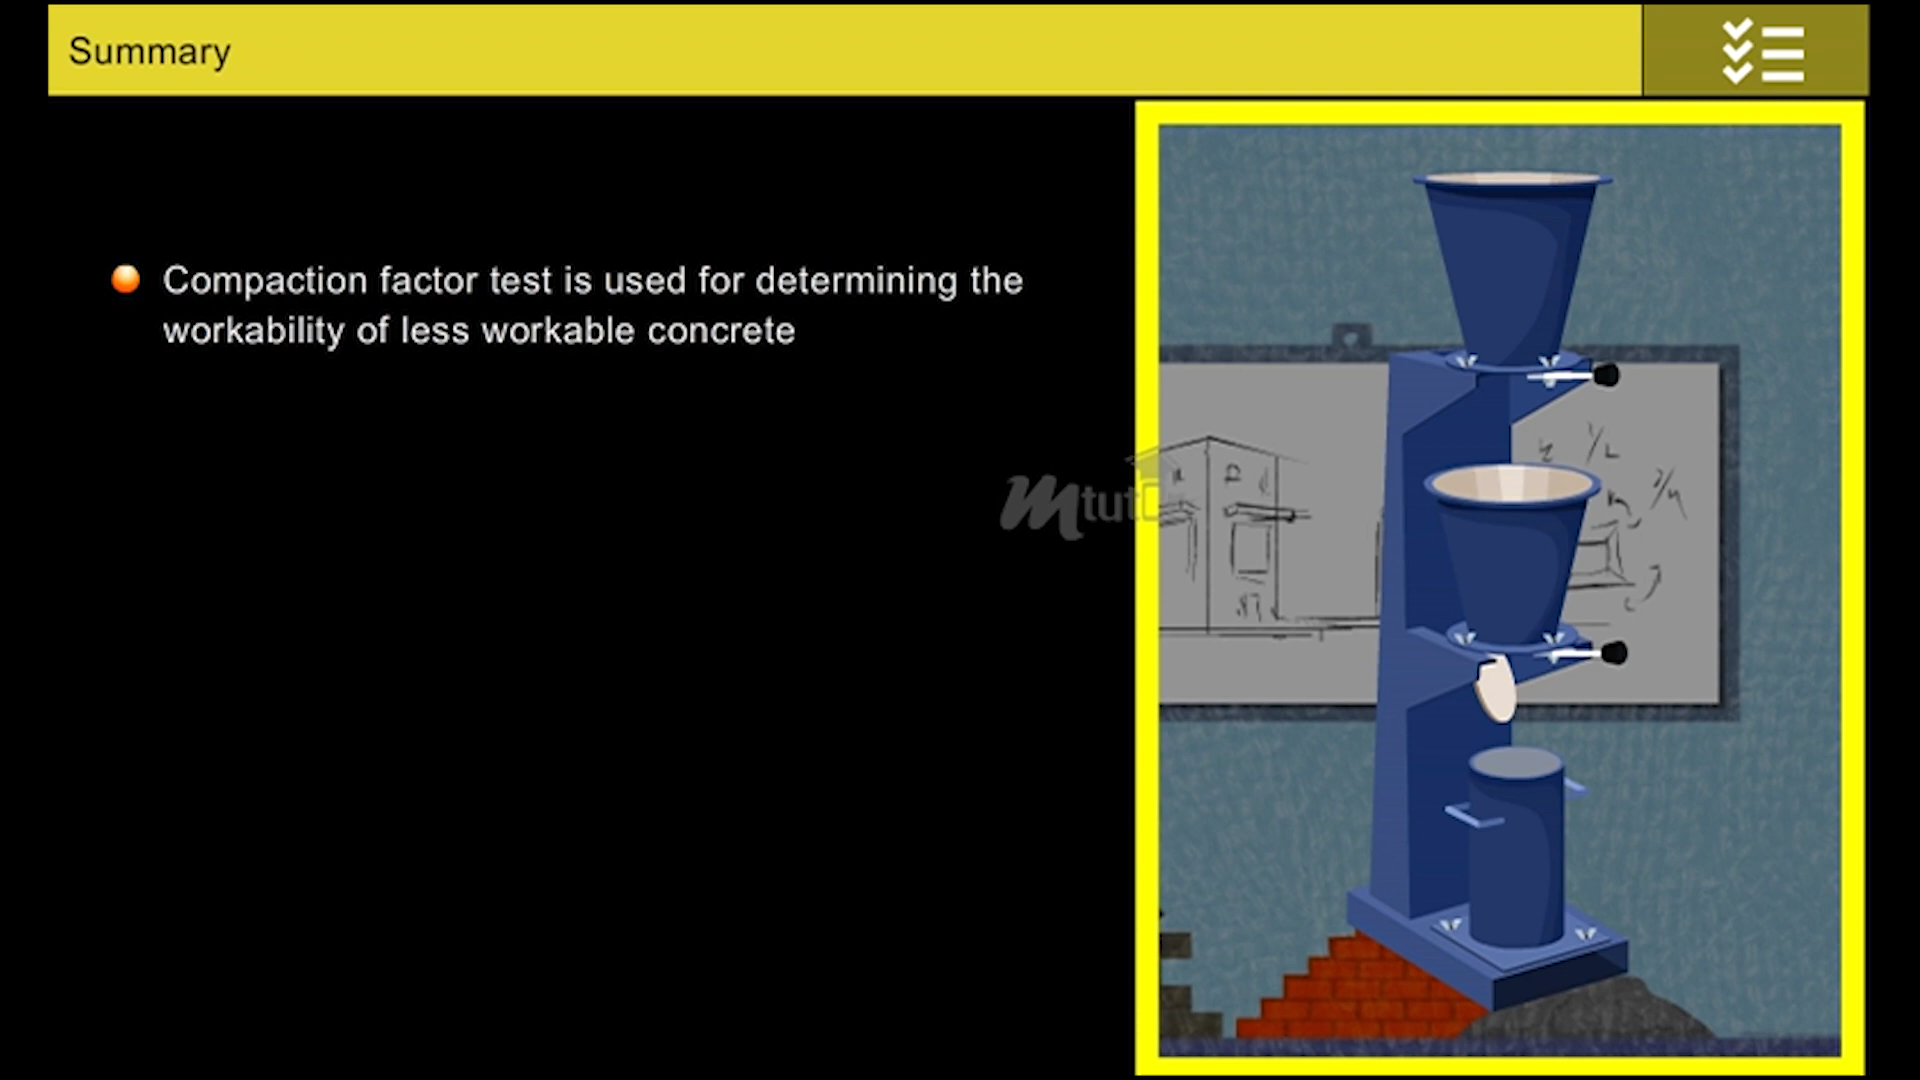 Summary
Compaction factor test is used for determining the
workability of less workable concrete